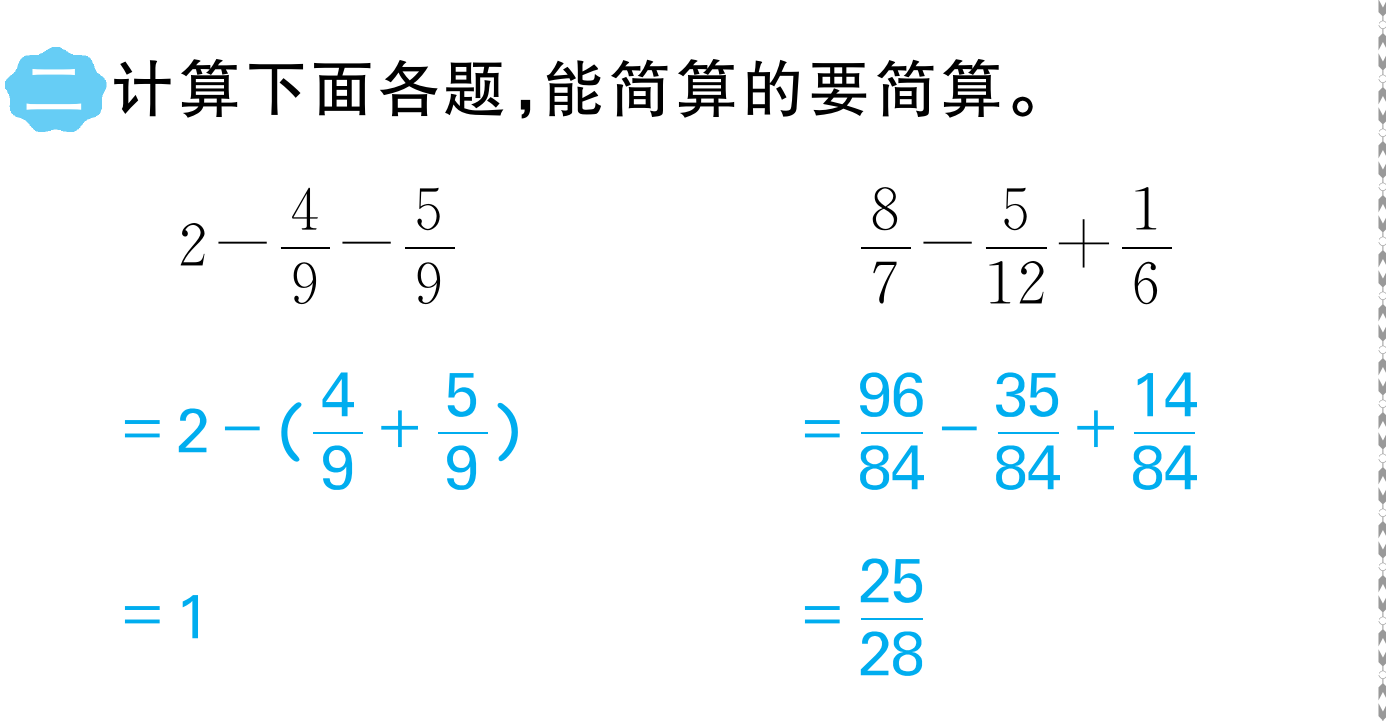 二 计算下面各题,能简算的要简算。
2 − 4/9 − 5/9
8/7 − 5/12 + 1/6
= 2 − ( 4/9 + 5/9 )
= 96/84 − 35/84 + 14/84
= 1
= 25/28